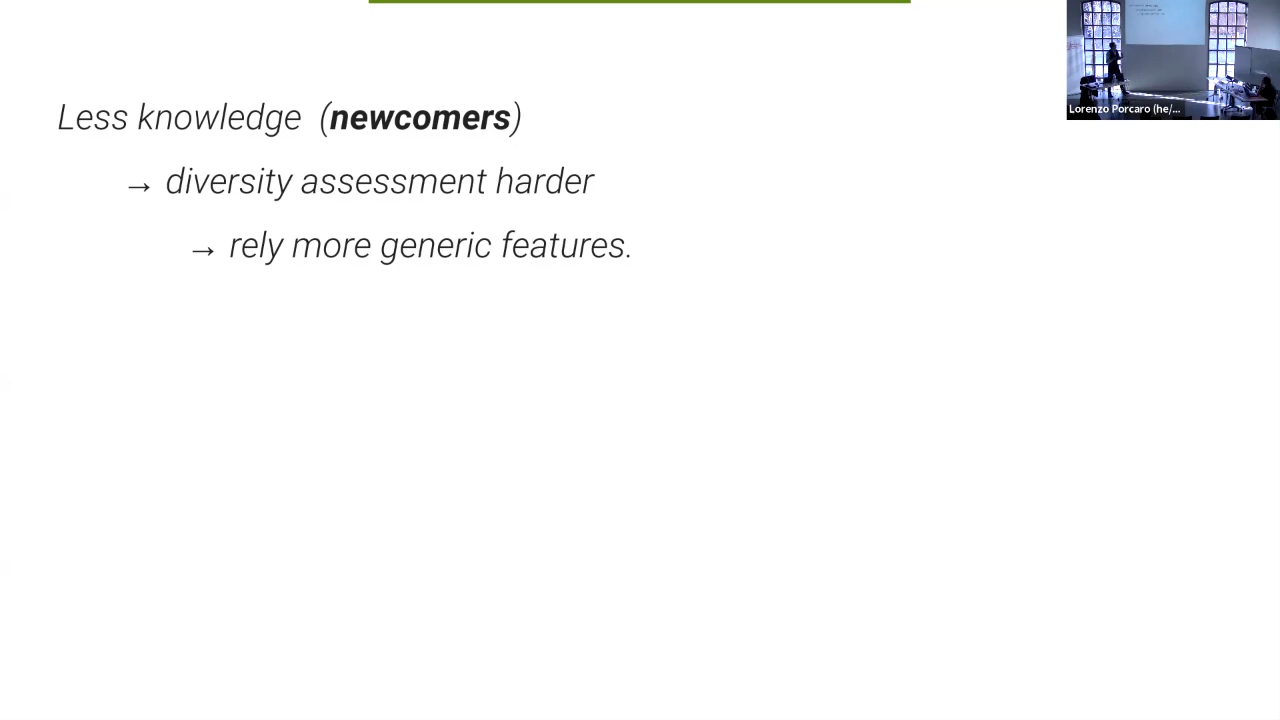 Less knowledge (newcomers)
→ diversity assessment harder
→ rely more generic features.
Lorenzo Porcaro (he/...